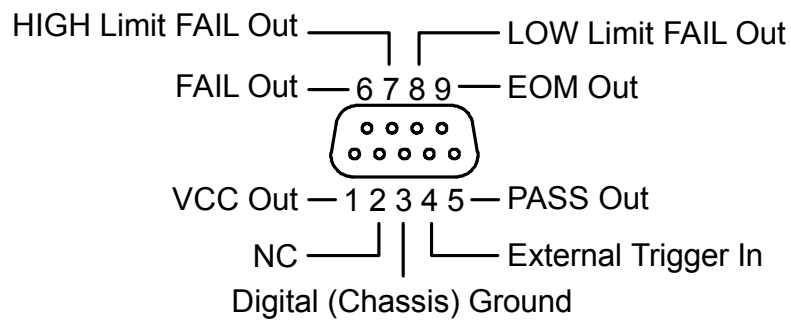 HIGH Limit FAIL Out
LOW Limit FAIL Out
FAIL Out 6 7 8 9 EOM Out
VCC Out 1 2 3 4 5 PASS Out
NC
External Trigger In
Digital (Chassis) Ground